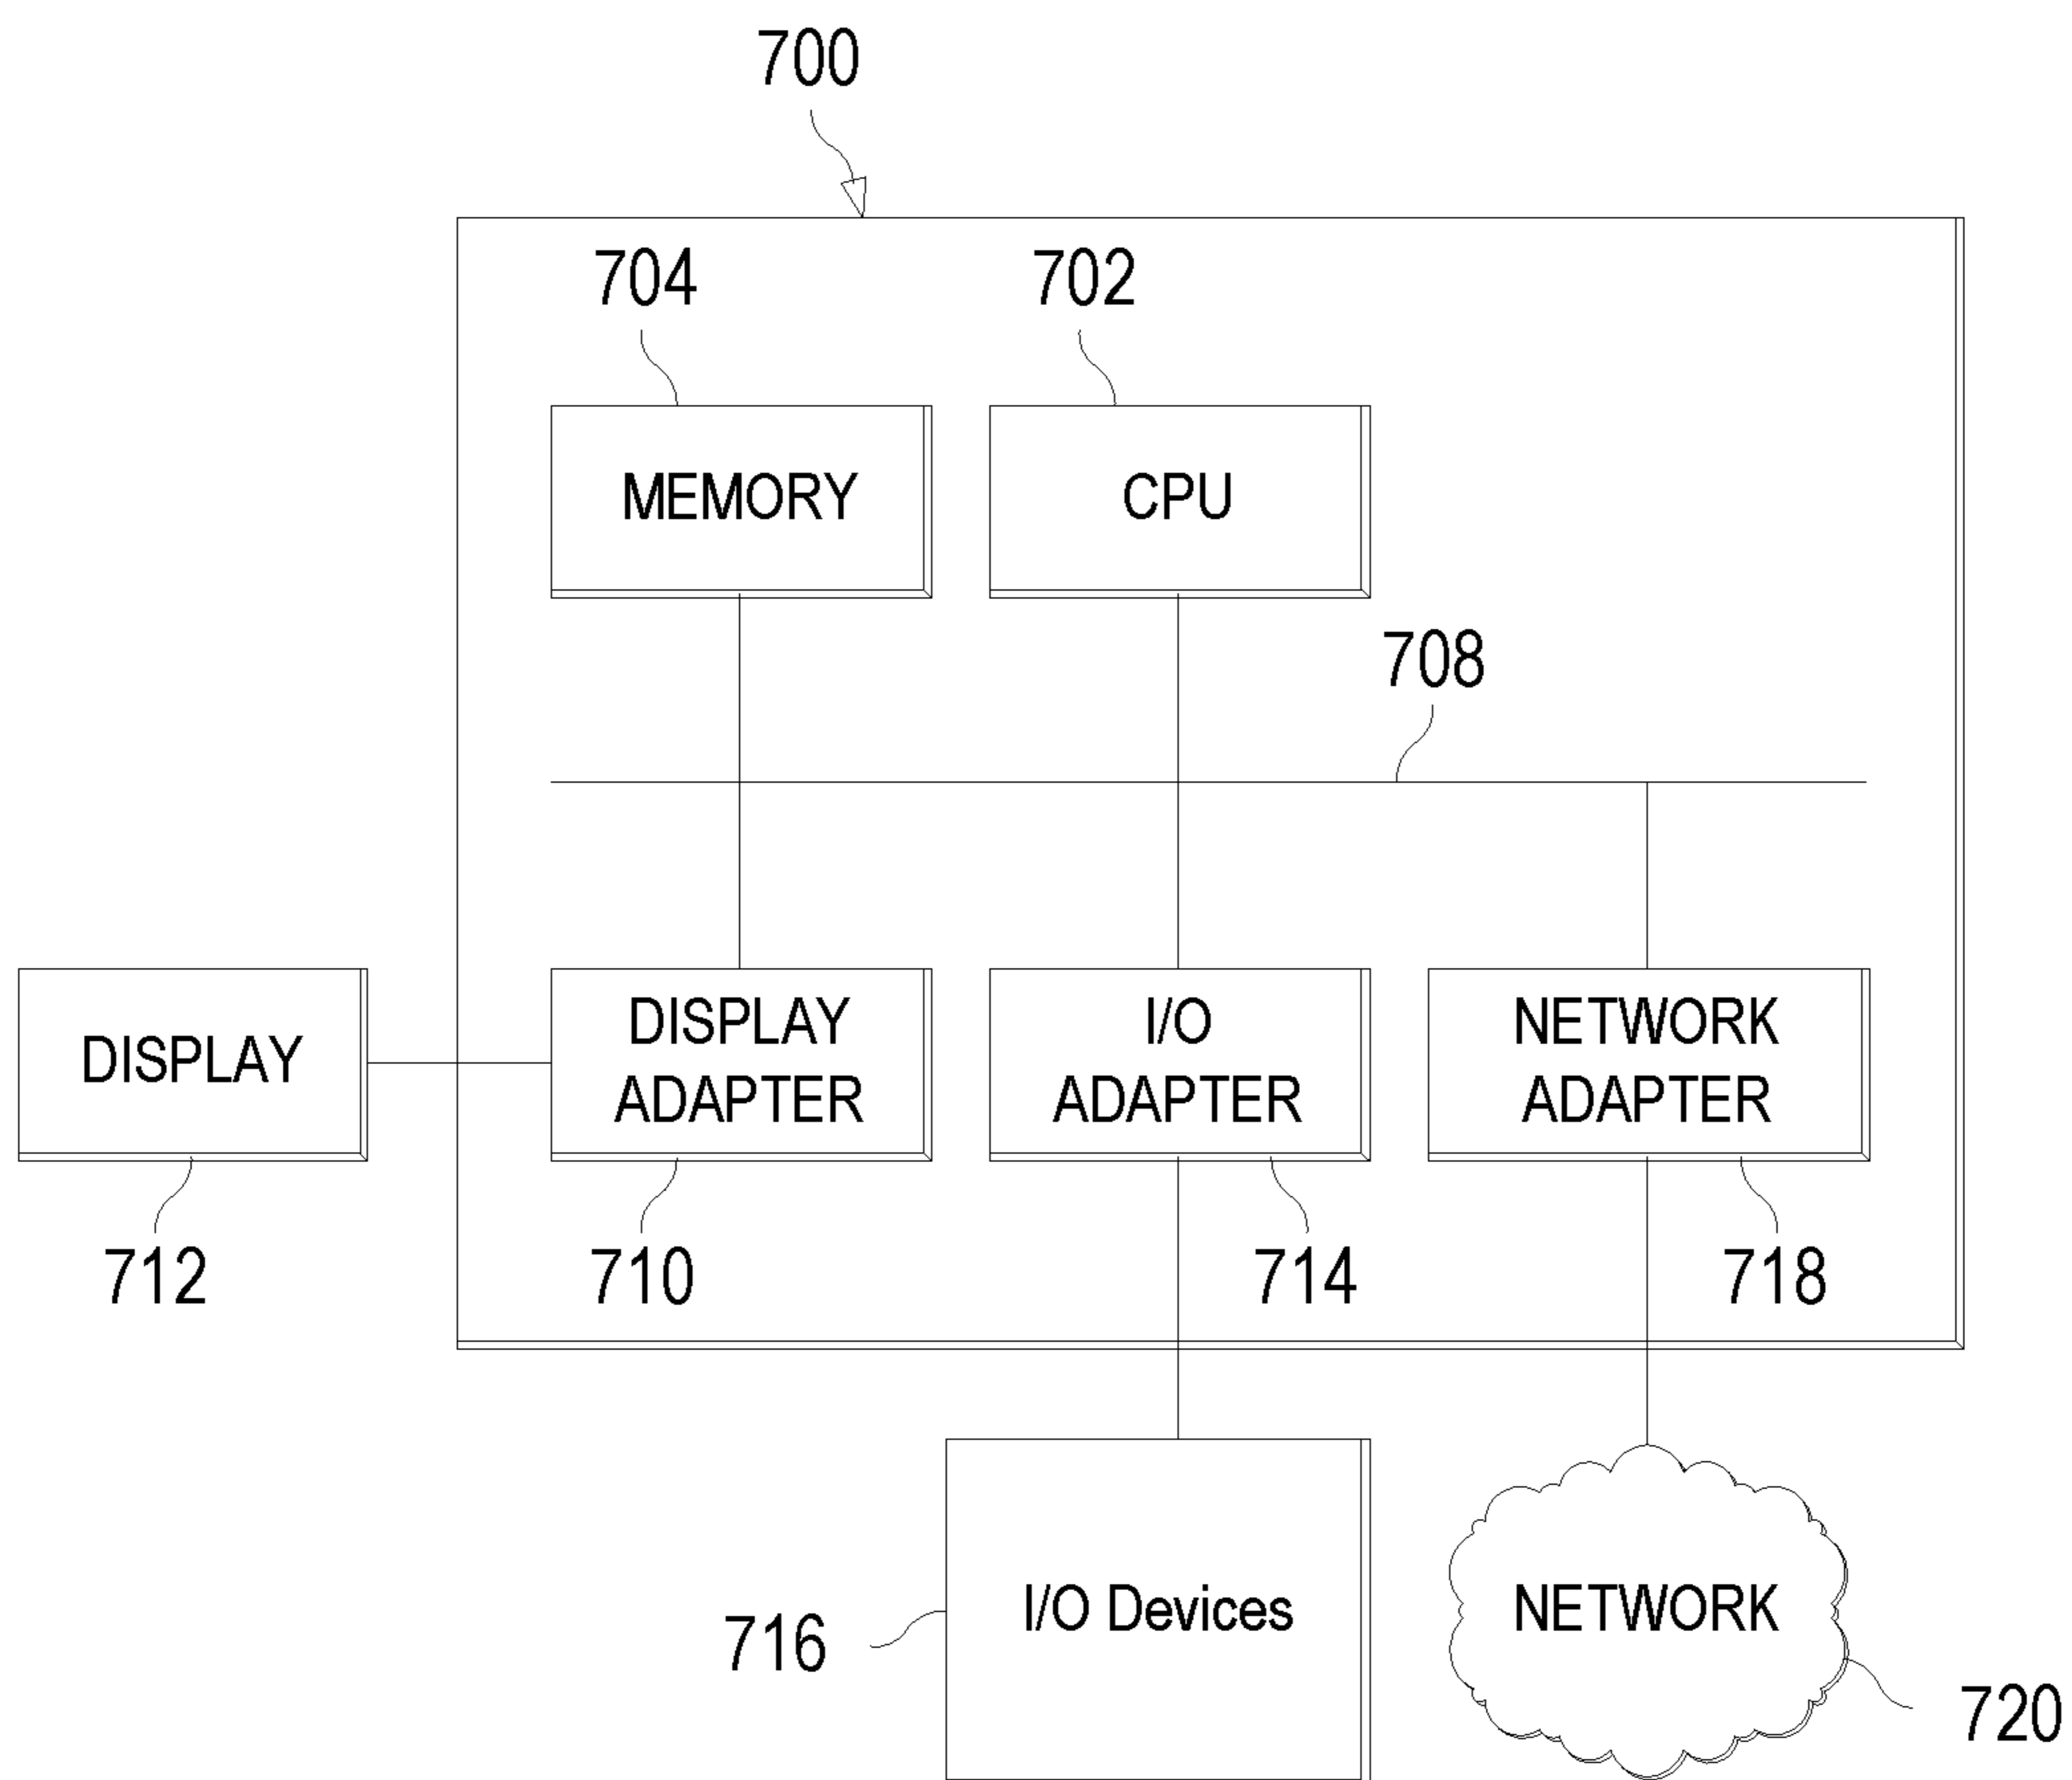 700
704
702
MEMORY
CPU
708
DISPLAY
DISPLAY
ADAPTER
I/O
ADAPTER
NETWORK
ADAPTER
712
710
714
718
I/O Devices
NETWORK
716
720